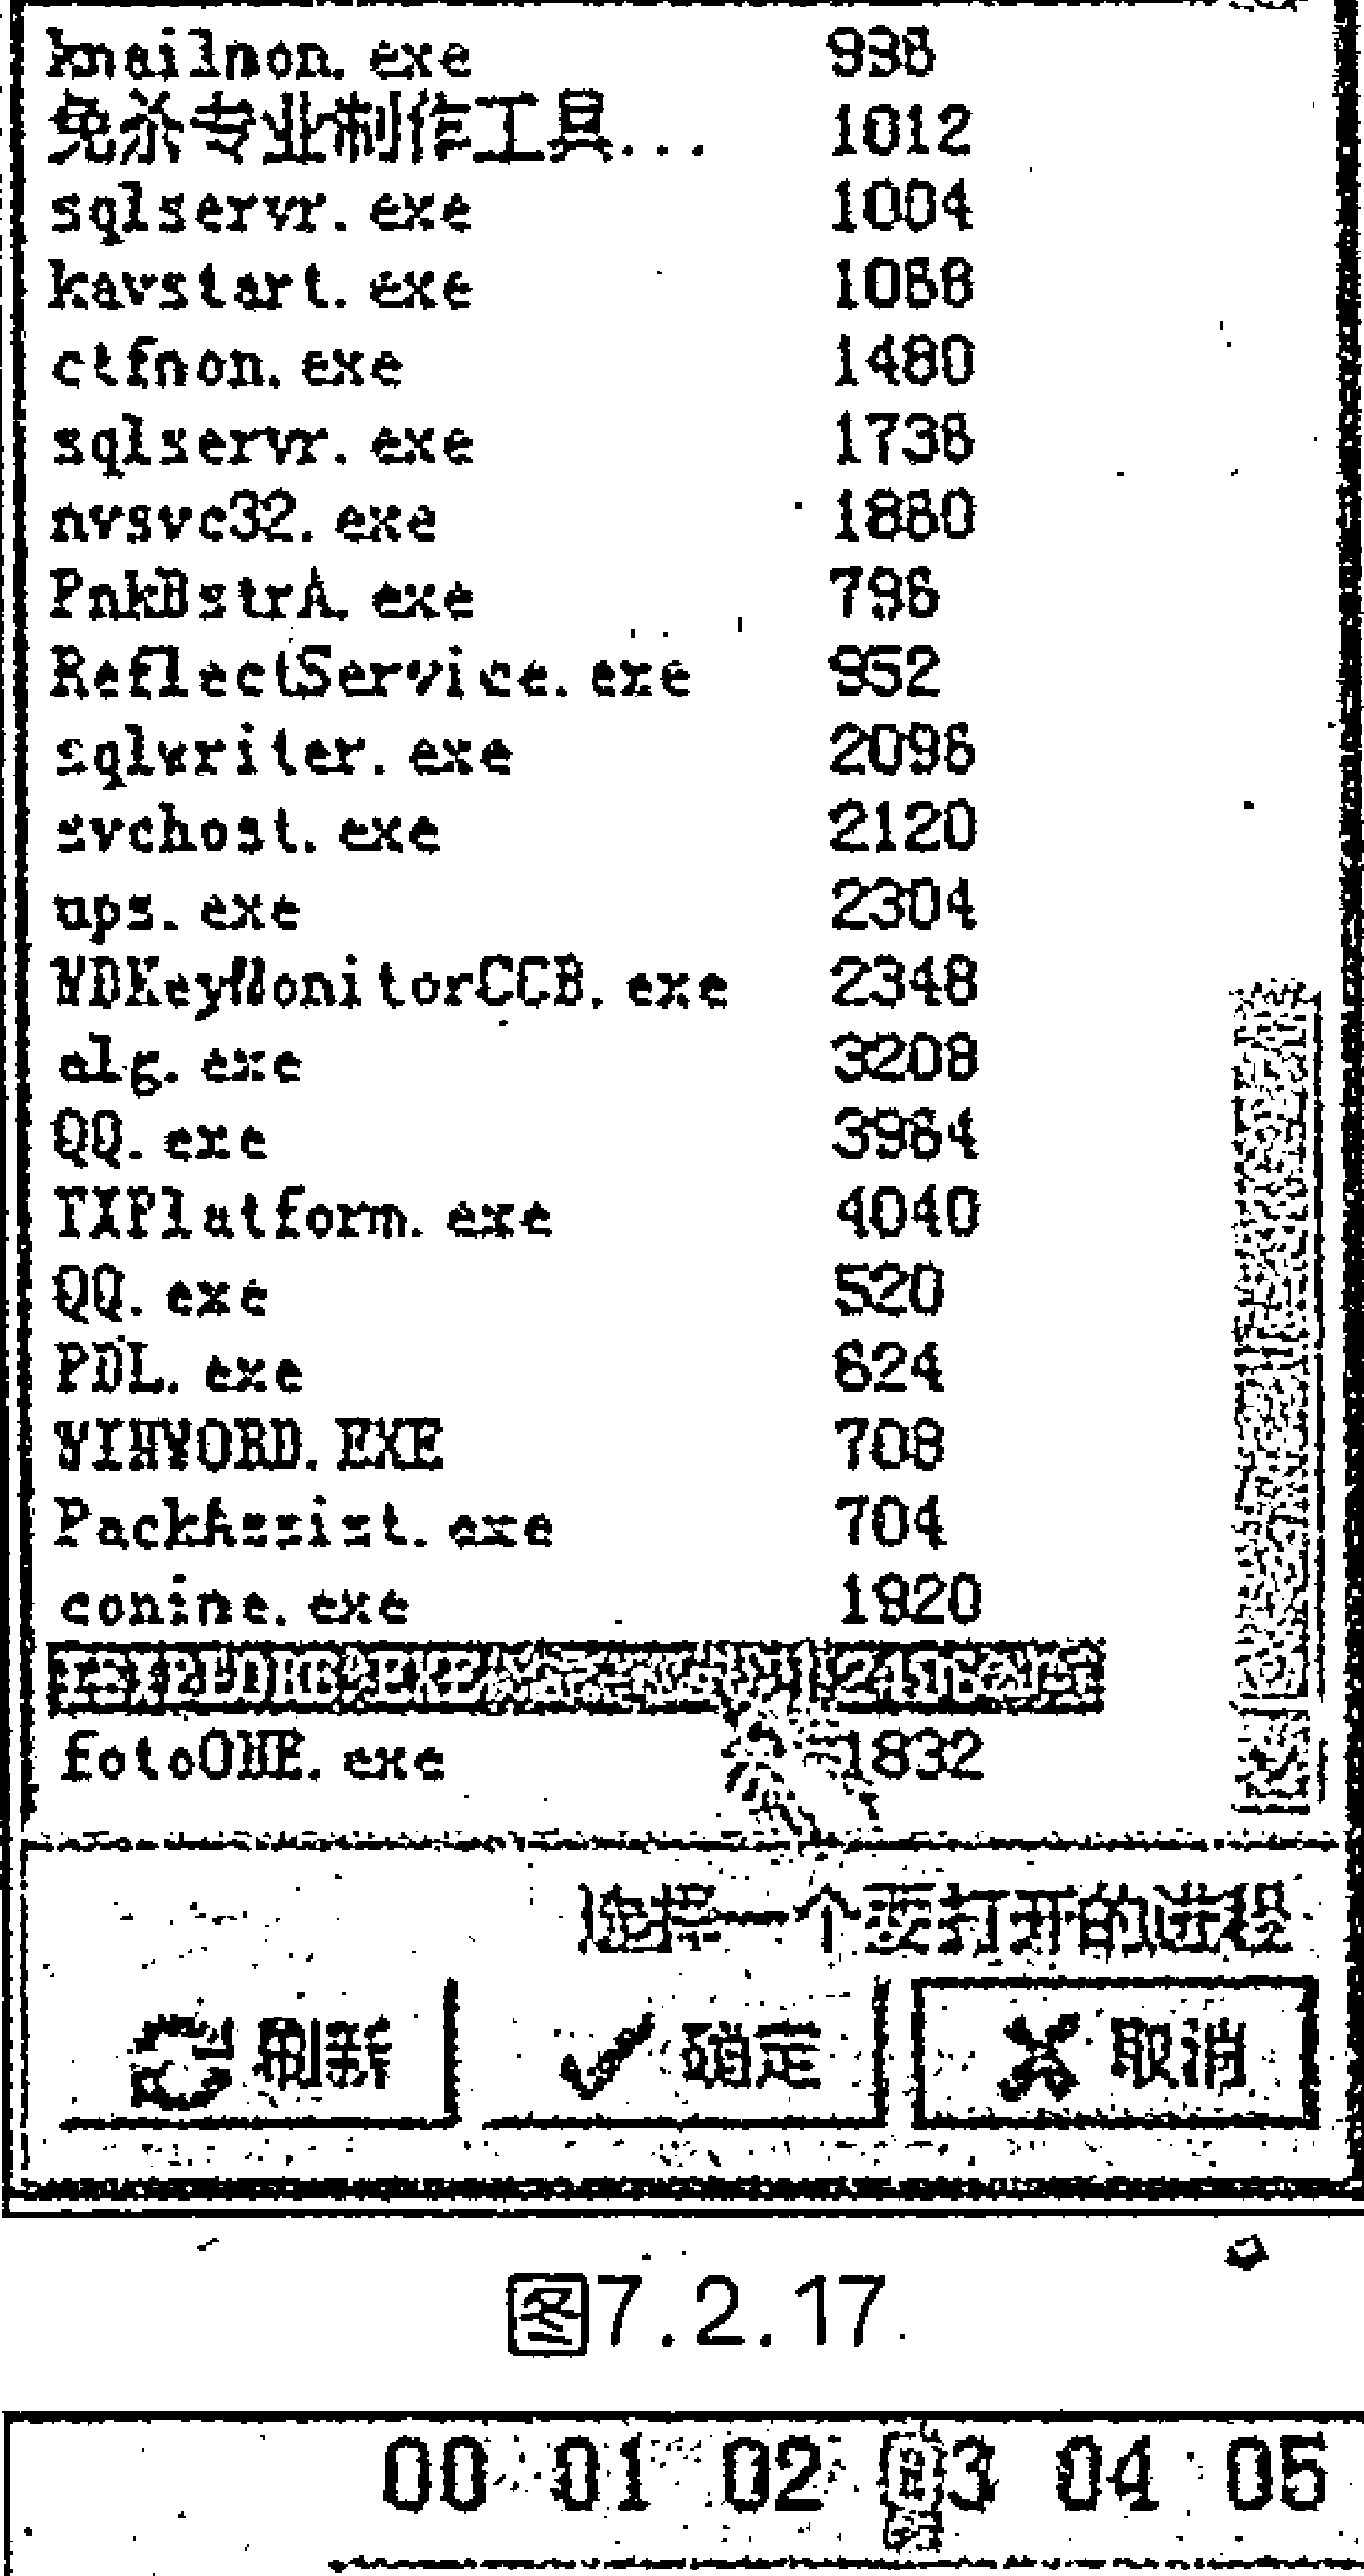 kmailmon.exe 936
免杀专业制作工具... 1012
sqlservr.exe 1004
kavstart.exe 1088
ctfmon.exe 1480
sqlservr.exe 1736
nvsvc32.exe 1880
PnkBstrA.exe 796
ReflectService.exe 952
sqlwriter.exe 2096
svchost.exe 2120
ups.exe 2304
WDKeyMonitorCCB.exe 2348
alg.exe 3208
QQ.exe 3964
TXPlatform.exe 4040
QQ.exe 520
PDL.exe 624
WINWORD.EXE 708
PackAssist.exe 704
conime.exe 1920
IEXPLORE.EXE
fotoONE.exe 1832
选择一个要打开的进程
刷新 确定 取消
图7.2.17
00 01 02 03 04 05